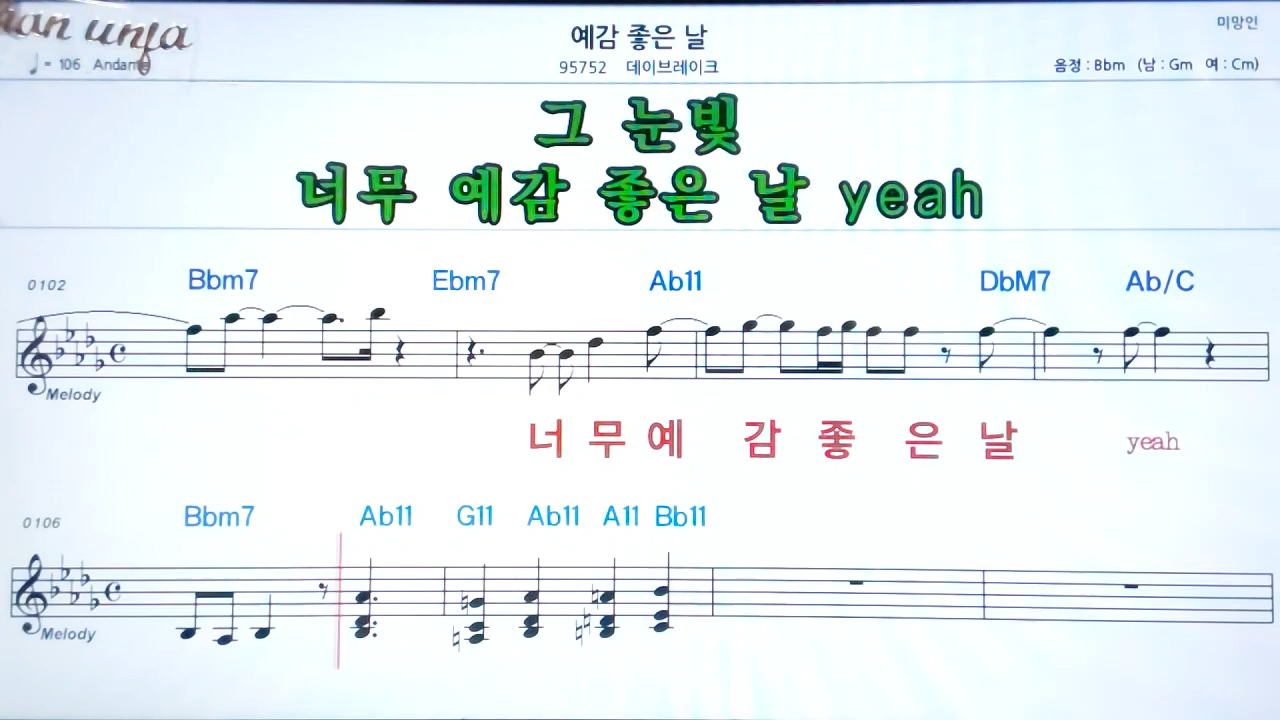 unfa
예감 좋은 날
미망인
♩= 106 Andante
95752 데이브레이크
음정 : Bbm (남 : Gm 여 : Cm)
그 눈빛
너무 예감 좋은 날 yeah
0102 Bbm7 Ebm7 Ab11 DbM7 Ab/C
Melody
너 무 예 감 좋 은 날 yeah
0106 Bbm7 Ab11 G11 Ab11 A11 Bb11
Melody